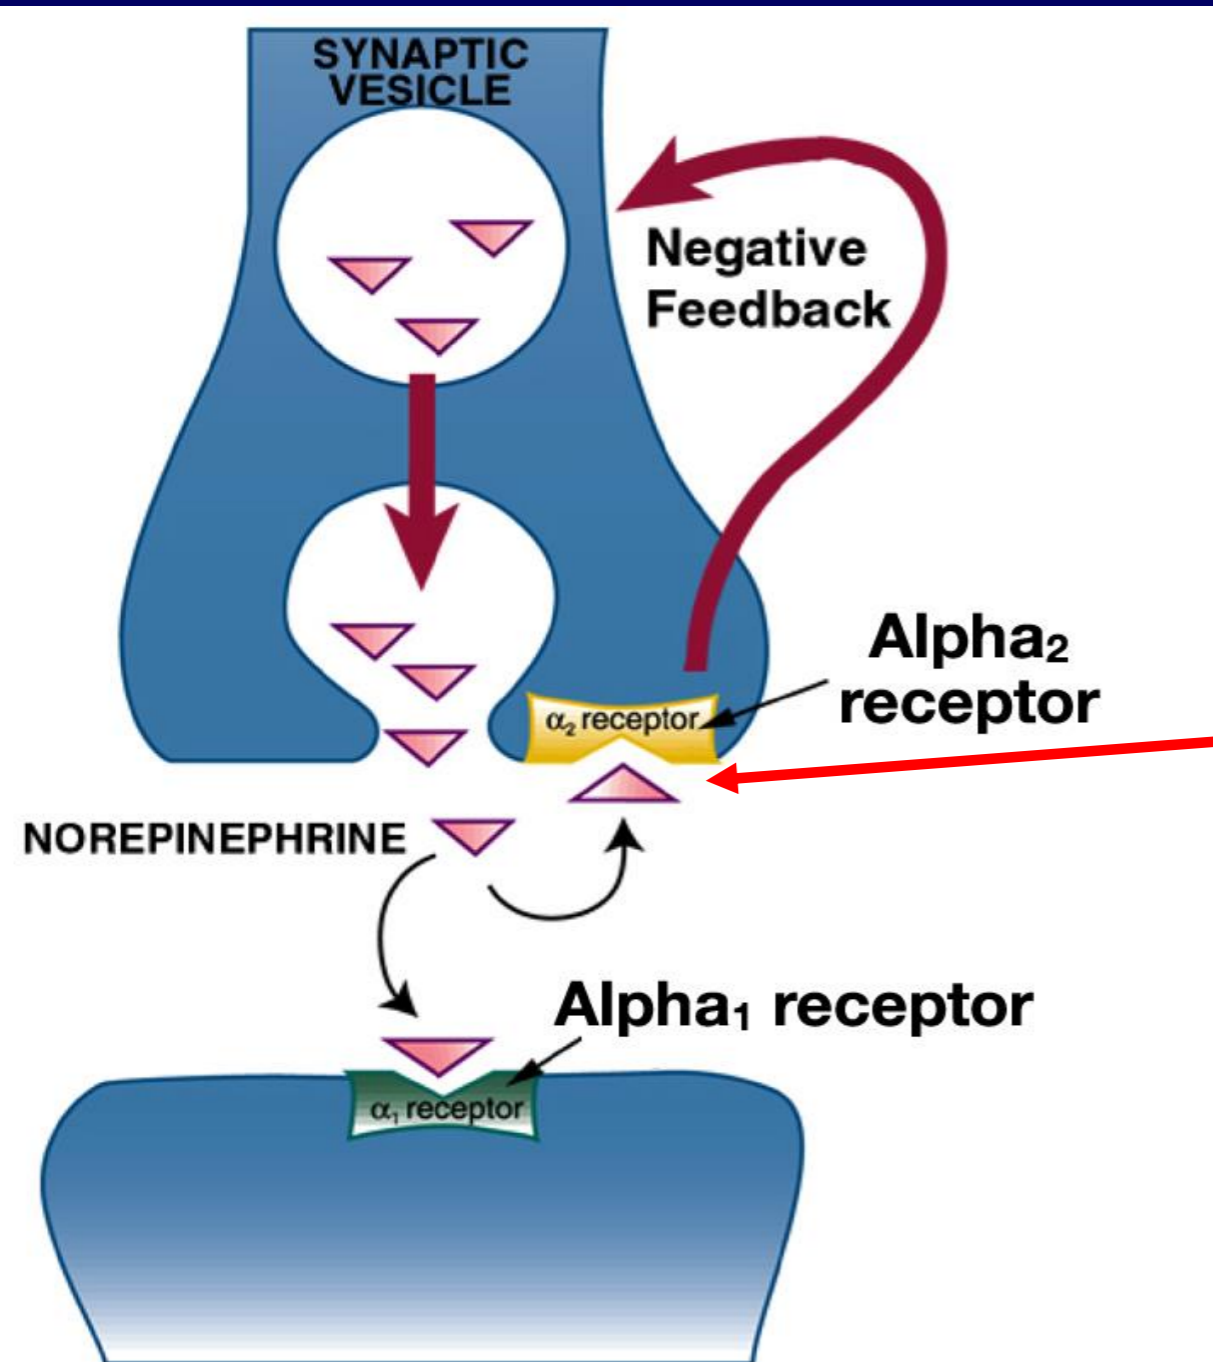 SYNAPTIC
VESICLE
Negative
Feedback
Alpha₂
receptor
α₂ receptor
NOREPINEPHRINE
Alpha₁ receptor
α₁ receptor